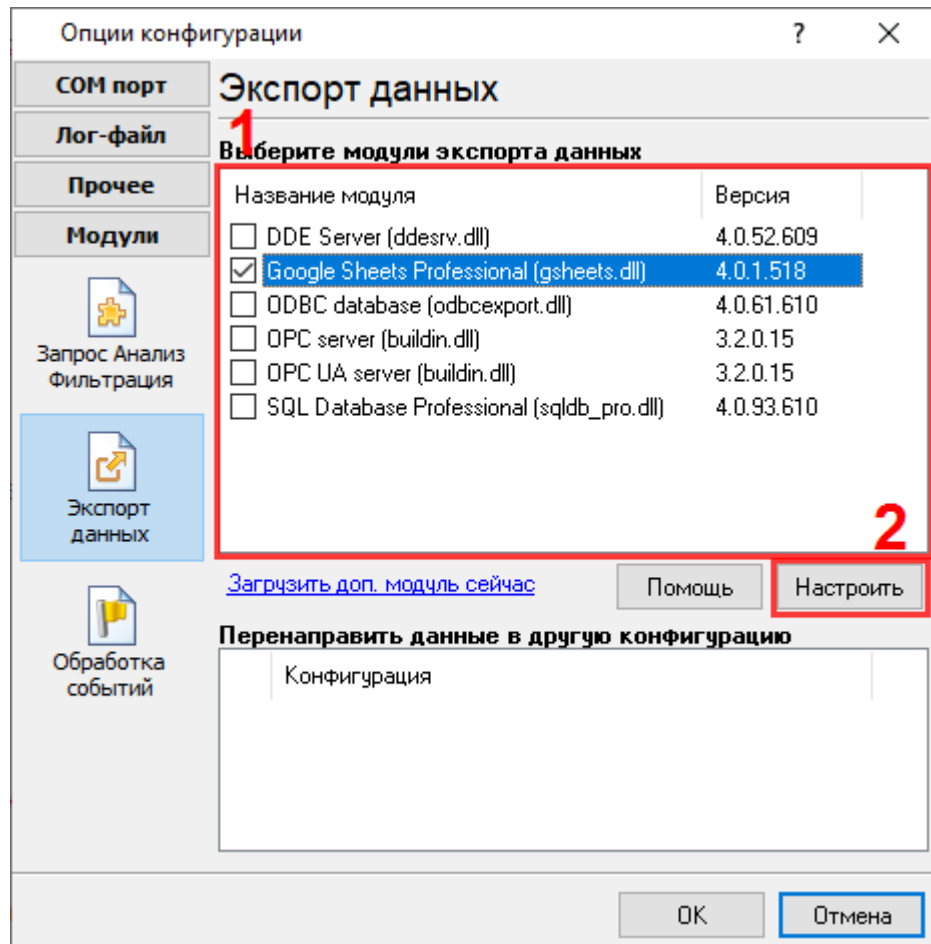 Опции конфигурации
?
COM порт
Лог-файл
Прочее
Модули
Запрос Анализ
Фильтрация
Экспорт
данных
Обработка
событий
Экспорт данных
1
Выберите модули экспорта данных
Название модуля Версия
DDE Server (ddesrv.dll) 4.0.52.609
Google Sheets Professional (gsheets.dll) 4.0.1.518
ODBC database (odbcexport.dll) 4.0.61.610
OPC server (buildin.dll) 3.2.0.15
OPC UA server (buildin.dll) 3.2.0.15
SQL Database Professional (sqldb_pro.dll) 4.0.93.610
2
Загрузить доп. модуль сейчас
Помощь
Настроить
Перенаправить данные в другую конфигурацию
Конфигурация
OK
Отмена